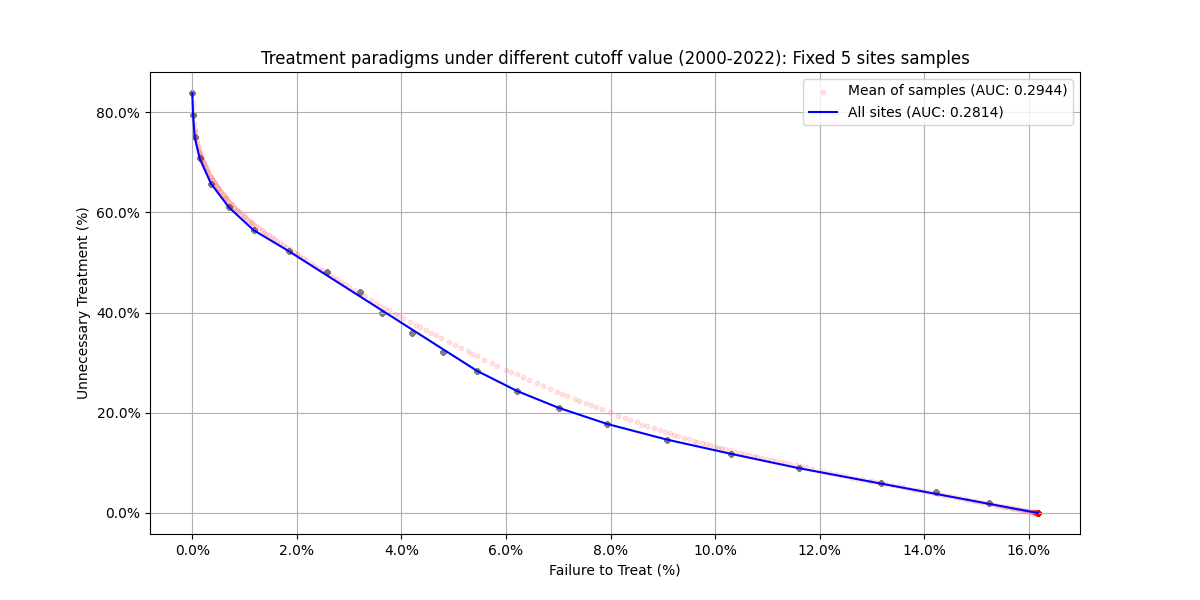 Treatment paradigms under different cutoff value (2000-2022): Fixed 5 sites samples
Mean of samples (AUC: 0.2944)
All sites (AUC: 0.2814)
Unnecessary Treatment (%)
80.0%
60.0%
40.0%
20.0%
0.0%
0.0% 2.0% 4.0% 6.0% 8.0% 10.0% 12.0% 14.0% 16.0%
Failure to Treat (%)